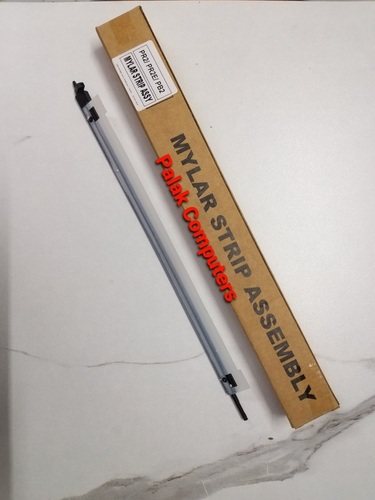 PR2/ PR2E/ PB2
MYLAR STRIP ASSY
MYLAR STRIP ASSEMBLY
Palak Computers